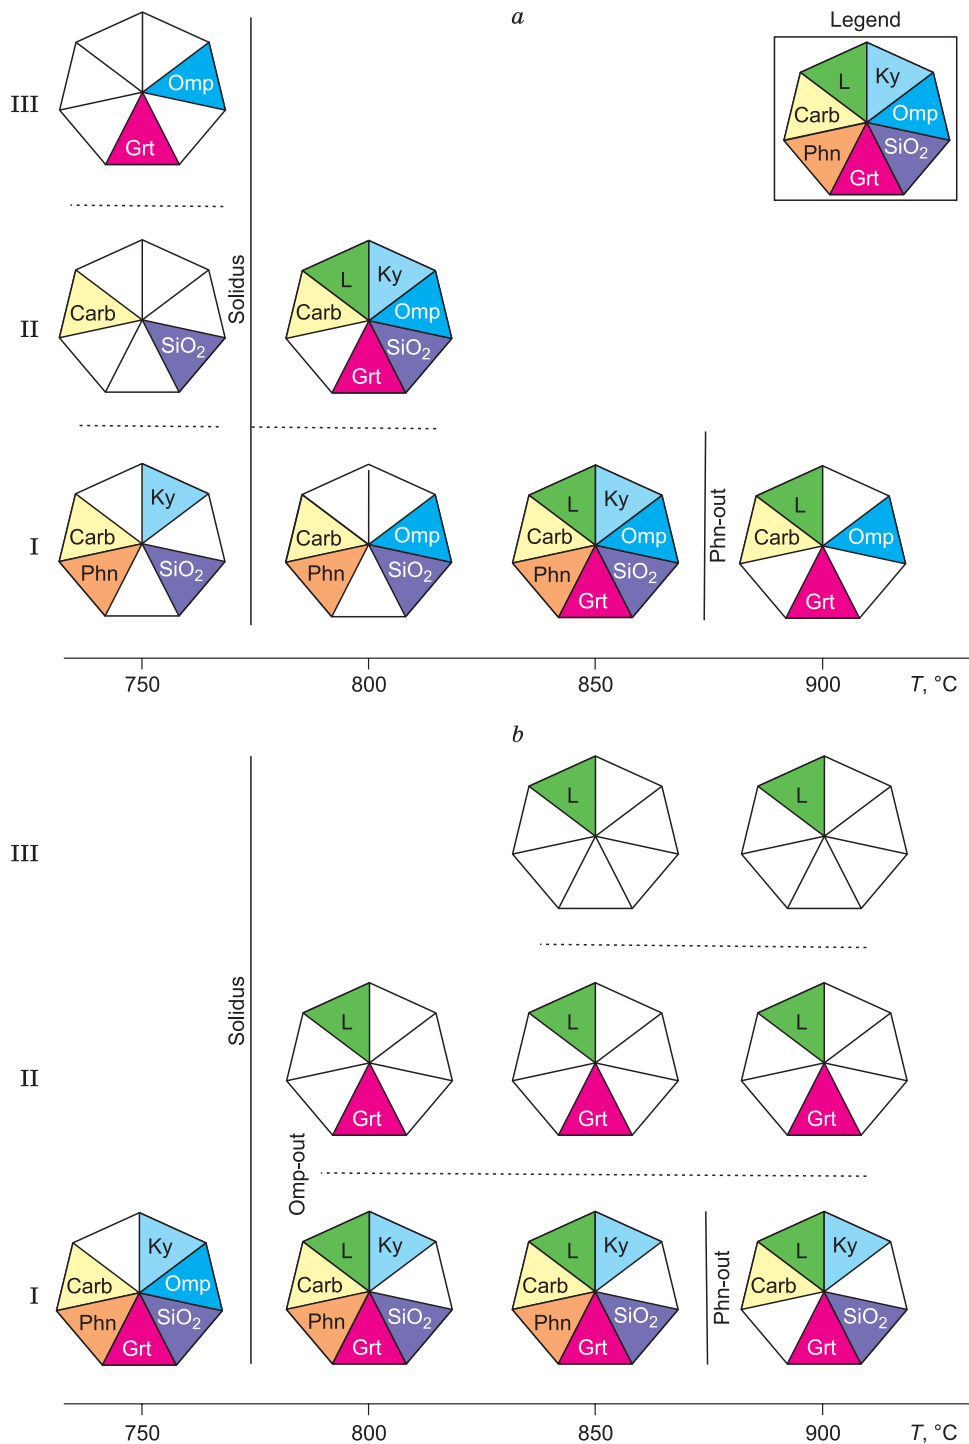 a
Legend
L
Ky
Carb
Omp
Phn
SiO2
Grt
III
Omp
Grt
Solidus
II
Carb
SiO2
L
Ky
Carb
Omp
SiO2
Grt
I
Ky
Carb
Phn
SiO2
Carb
Omp
Phn
SiO2
L
Ky
Carb
Omp
Phn
SiO2
Grt
Phn-out
L
Carb
Omp
Grt
750 800 850 900 T, °C
b
III
L
L
Solidus
II
L
Grt
L
Grt
L
Grt
Omp-out
I
Ky
Carb
Omp
Phn
SiO2
Grt
L
Ky
Carb
Phn
SiO2
Grt
L
Ky
Carb
Phn
SiO2
Grt
Phn-out
L
Ky
Carb
SiO2
Grt
750 800 850 900 T, °C